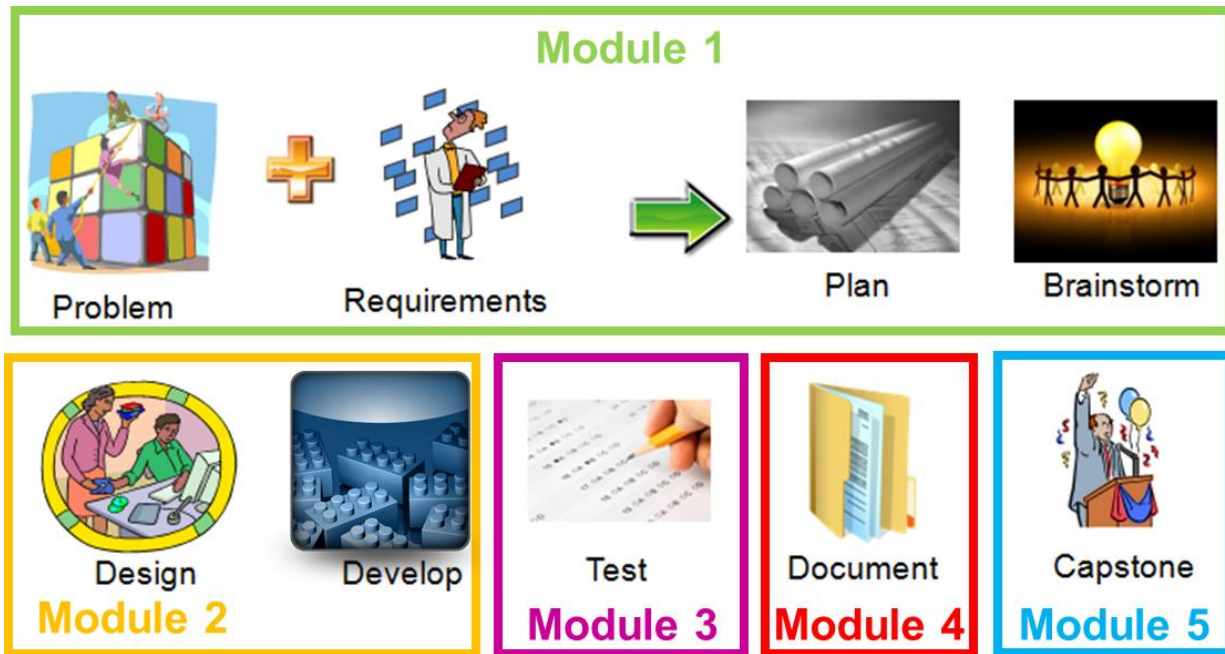 Module 1
Problem
Requirements
Plan
Brainstorm
Design
Develop
Module 2
Test
Module 3
Document
Module 4
Capstone
Module 5